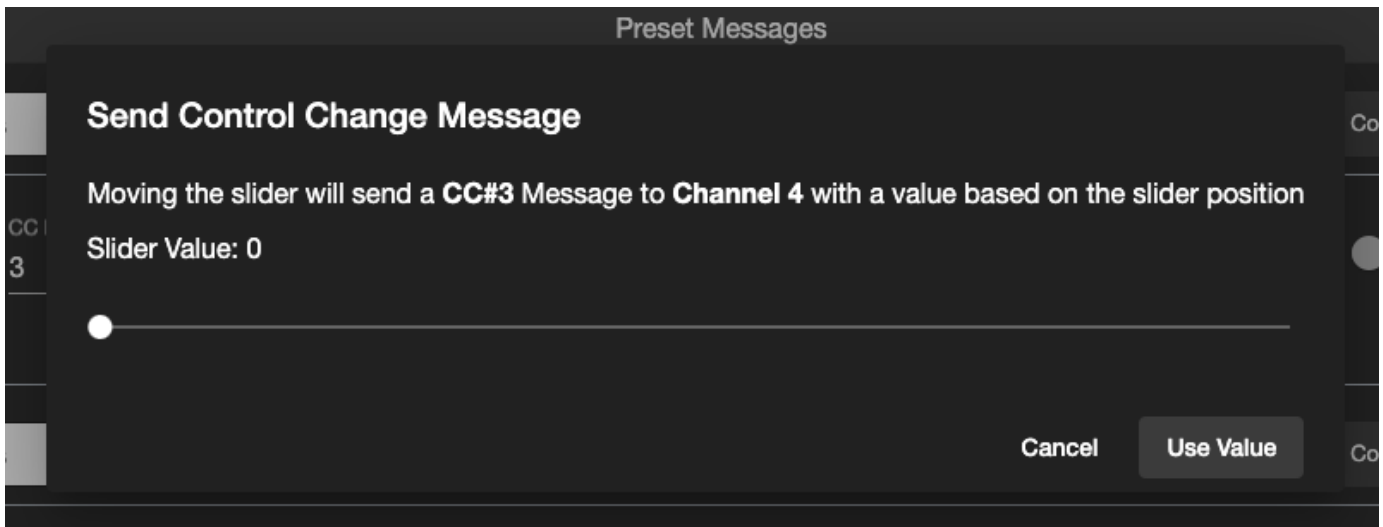 Preset Messages
Send Control Change Message
Co
Moving the slider will send a CC#3 Message to Channel 4 with a value based on the slider position
CC
Slider Value: 0
3
Cancel
Use Value
Co